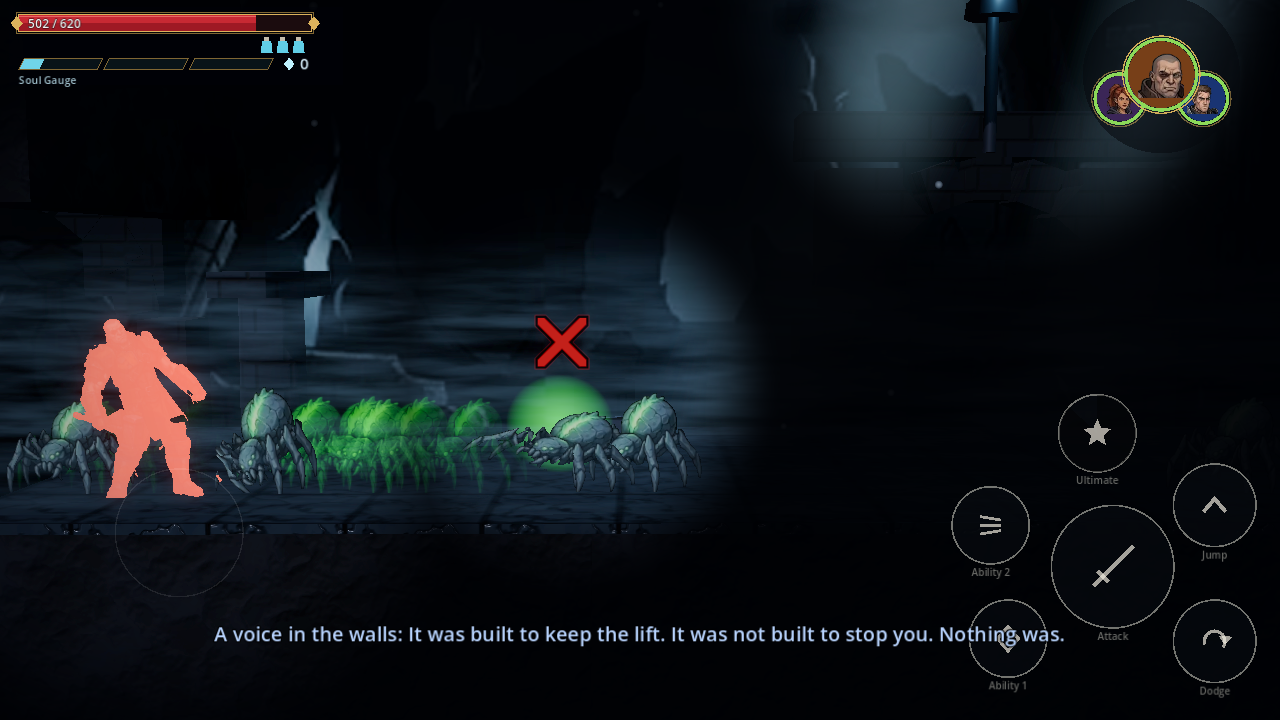 502 / 620
0
Soul Gauge
Ultimate
Ability 2
Jump
A voice in the walls: It was built to keep the lift. It was not built to stop you. Nothing was.
Attack
Ability 1
Dodge